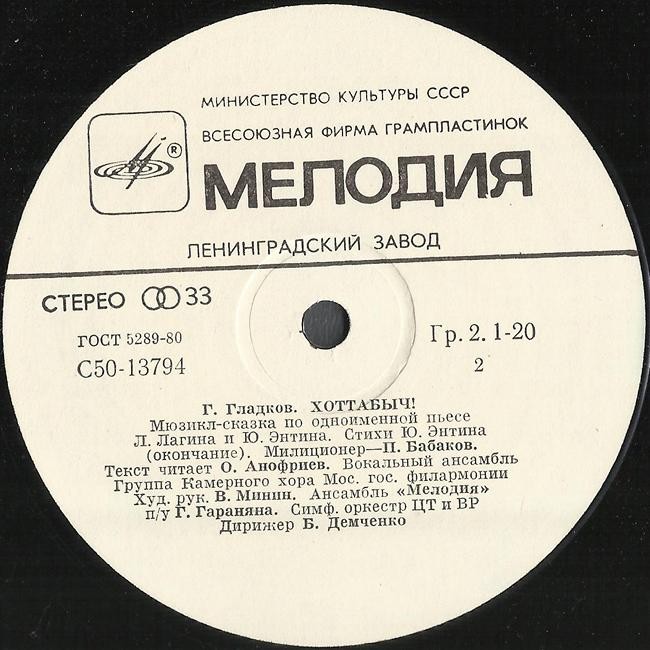 МИНИСТЕРСТВО КУЛЬТУРЫ СССР
ВСЕСОЮЗНАЯ ФИРМА ГРАМПЛАСТИНОК
®
МЕЛОДИЯ
ЛЕНИНГРАДСКИЙ ЗАВОД
СТЕРЕО 33
ГОСТ 5289-80
Гр. 2. 1-20
С50-13794
2
Г. Гладков. ХОТТАБЫЧ!
Мюзикл-сказка по одноименной пьесе
Л. Лагина и Ю. Энтина. Стихи Ю. Энтина
(окончание). Милиционер—П. Бабаков.
Текст читает О. Анофриев. Вокальный ансамбль
Группа Камерного хора Мос. гос. филармонии
Худ. рук. В. Минин. Ансамбль «Мелодия»
п/у Г. Гараняна. Симф. оркестр ЦТ и ВР
Дирижер Б. Демченко